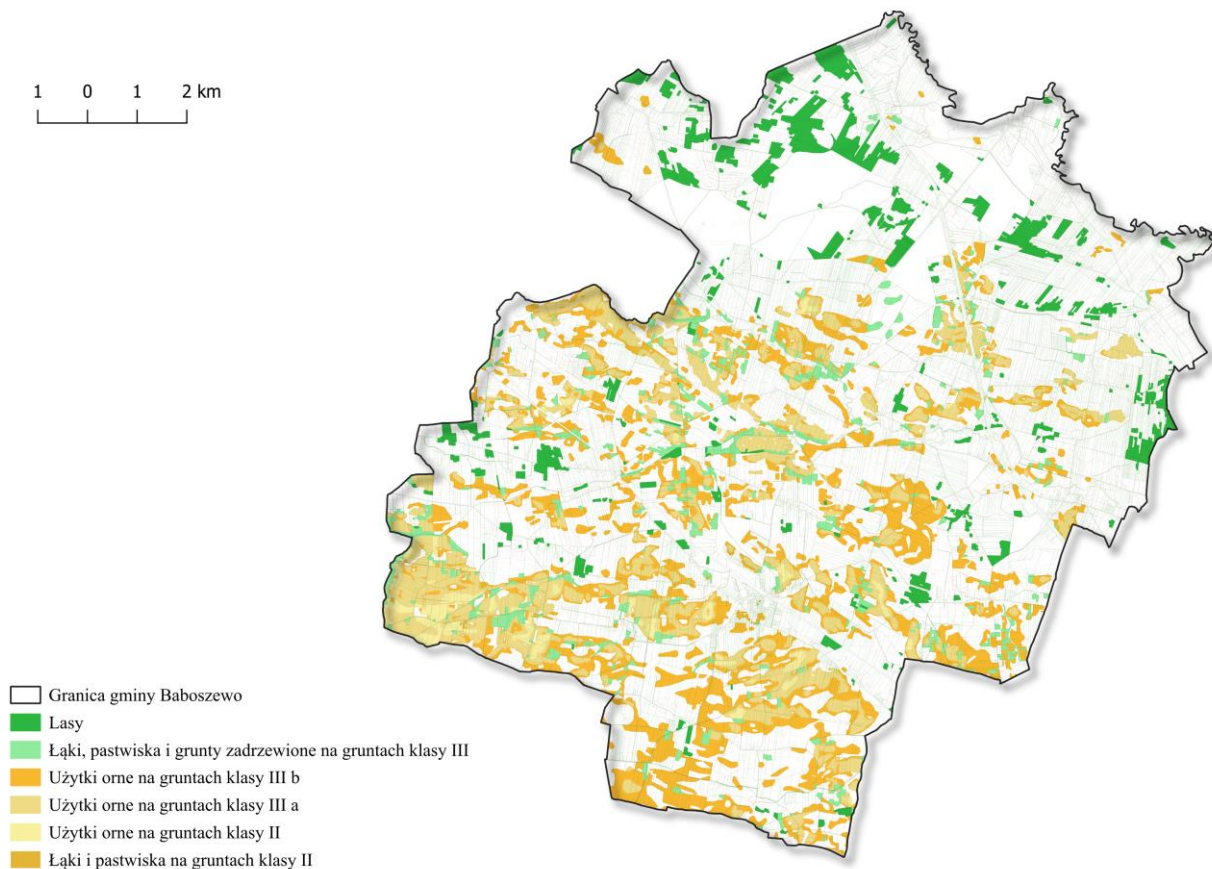 1 0 1 2 km
Granica gminy Baboszewo
Lasy
Łąki, pastwiska i grunty zadrzewione na gruntach klasy III
Użytki orne na gruntach klasy III b
Użytki orne na gruntach klasy III a
Użytki orne na gruntach klasy II
Łąki i pastwiska na gruntach klasy II